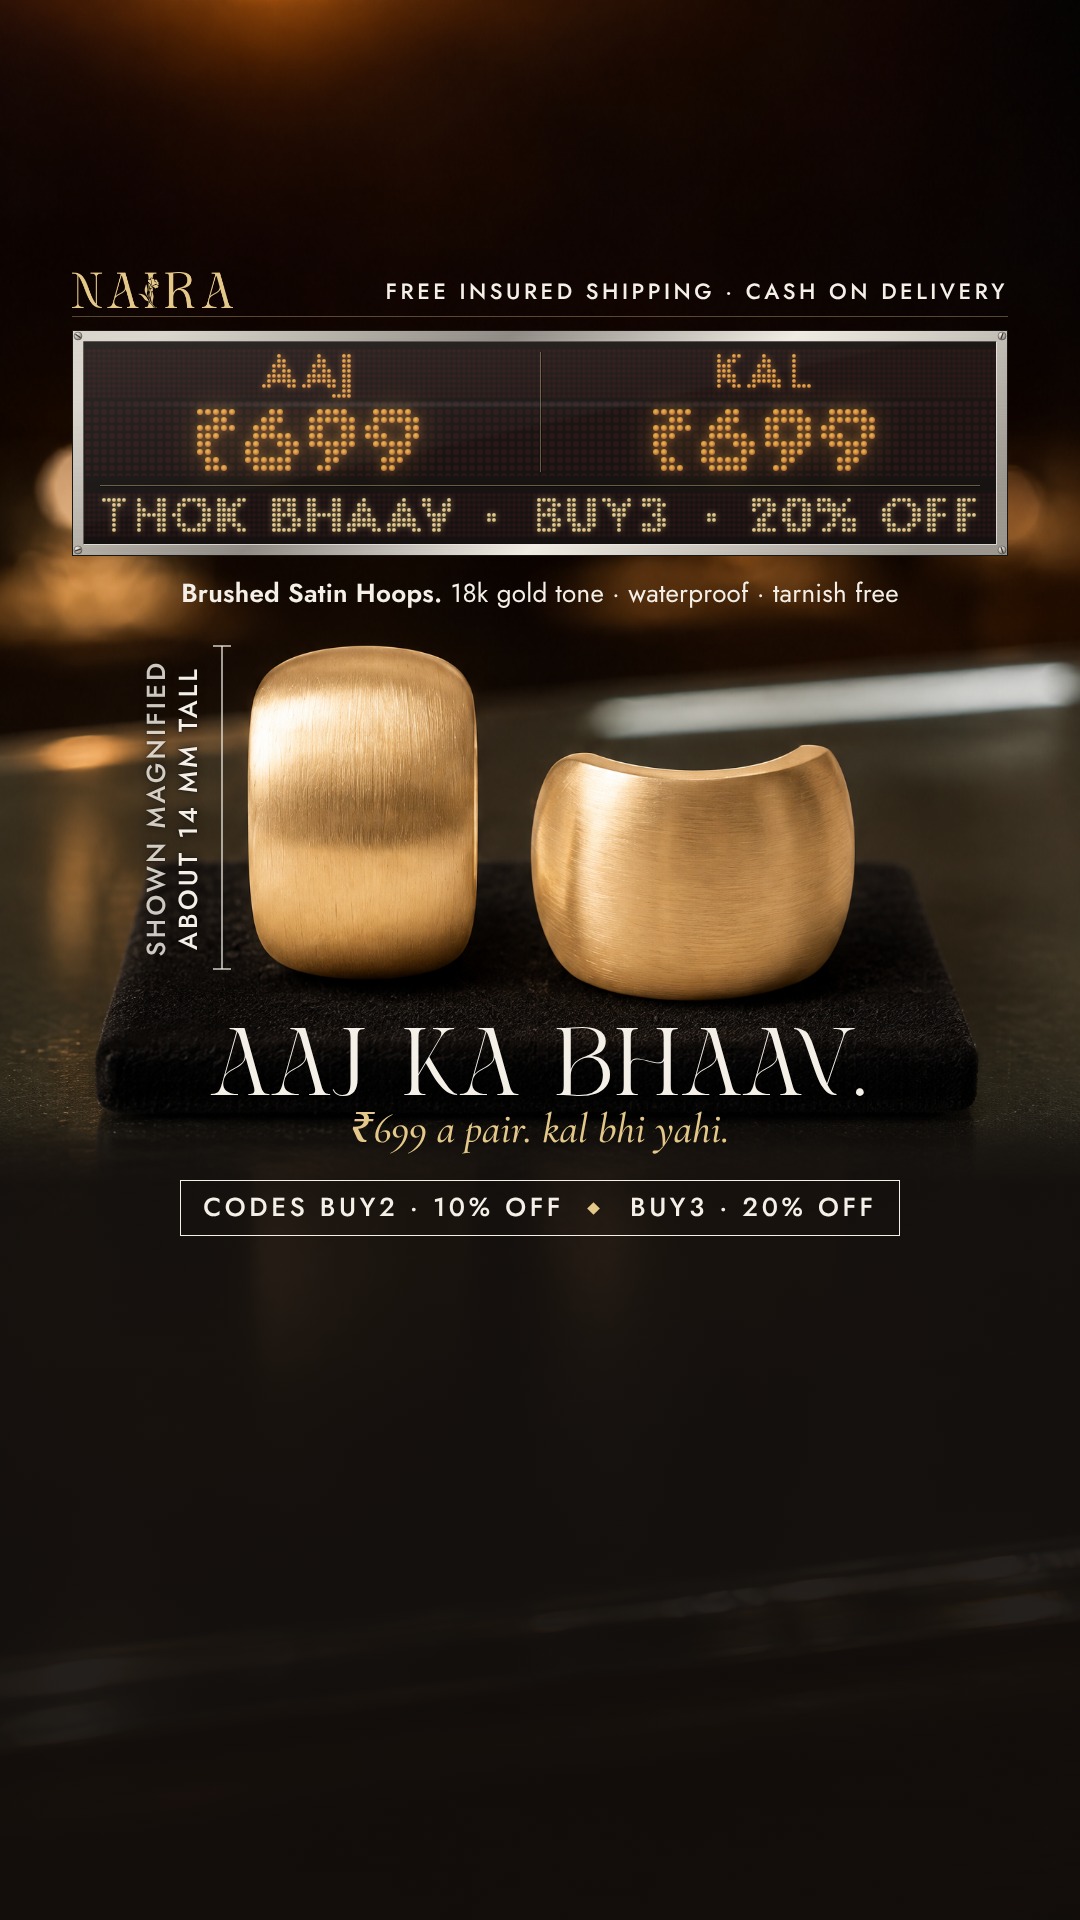 NAIRA
FREE INSURED SHIPPING · CASH ON DELIVERY
AAJ
KAL
₹699
₹699
THOK BHAAV · BUY3 · 20% OFF
Brushed Satin Hoops. 18k gold tone · waterproof · tarnish free
SHOWN MAGNIFIED
ABOUT 14 MM TALL
AAJ KA BHAAV.
₹699 a pair. kal bhi yahi.
CODES BUY2 · 10% OFF ◆ BUY3 · 20% OFF